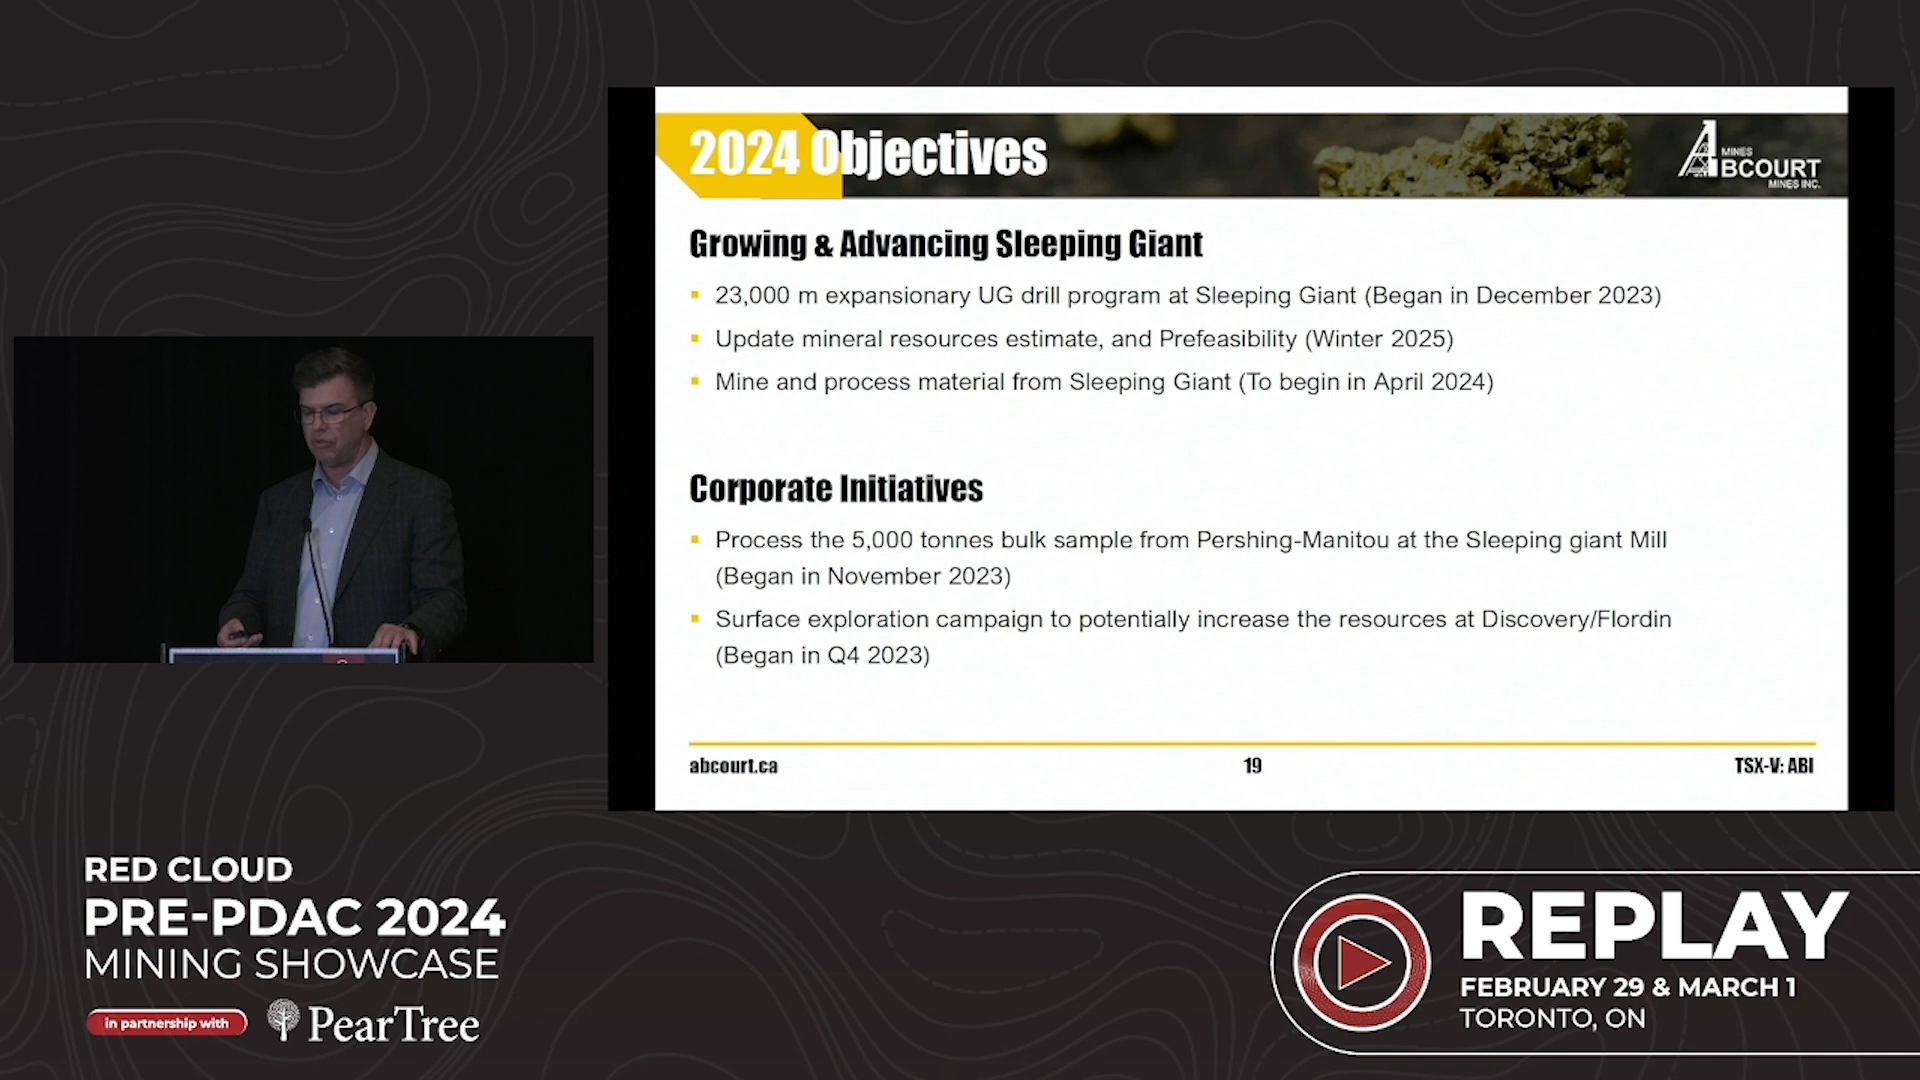 2024 Objectives
MINES
ABCOURT
MINES INC.
Growing & Advancing Sleeping Giant
▪ 23,000 m expansionary UG drill program at Sleeping Giant (Began in December 2023)
▪ Update mineral resources estimate, and Prefeasibility (Winter 2025)
▪ Mine and process material from Sleeping Giant (To begin in April 2024)
Corporate Initiatives
▪ Process the 5,000 tonnes bulk sample from Pershing-Manitou at the Sleeping giant Mill
(Began in November 2023)
▪ Surface exploration campaign to potentially increase the resources at Discovery/Flordin
(Began in Q4 2023)
abcourt.ca
19
TSX-V: ABI
RED CLOUD
PRE-PDAC 2024
MINING SHOWCASE
in partnership with
PearTree
REPLAY
FEBRUARY 29 & MARCH 1
TORONTO, ON